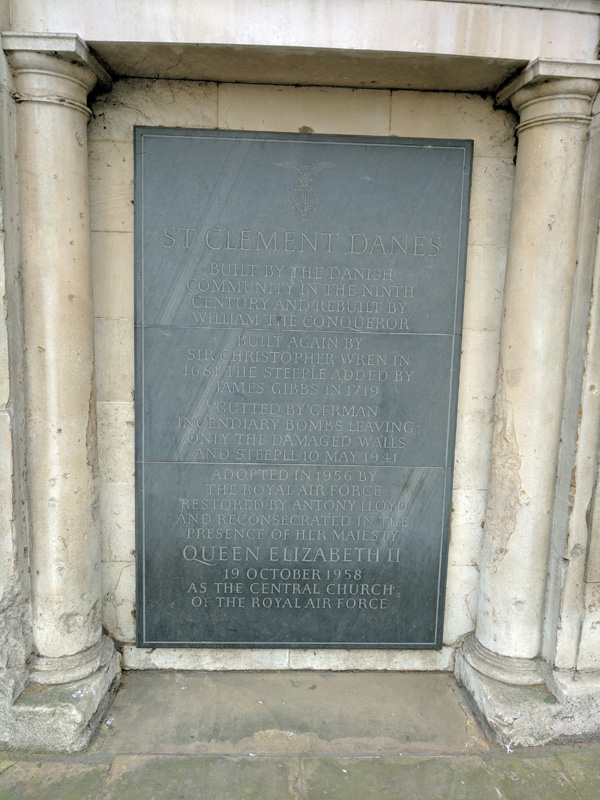 ST CLEMENT DANES
BUILT BY THE DANISH
COMMUNITY IN THE NINTH
CENTURY AND REBUILT BY
WILLIAM THE CONQUEROR
BUILT AGAIN BY
SIR CHRISTOPHER WREN IN
1681 THE STEEPLE ADDED BY
JAMES GIBBS IN 1719
GUTTED BY GERMAN
INCENDIARY BOMBS LEAVING
ONLY THE DAMAGED WALLS
AND STEEPLE 10 MAY 1941
ADOPTED IN 1956 BY
THE ROYAL AIR FORCE
RESTORED BY ANTONY LLOYD
AND RECONSECRATED IN THE
PRESENCE OF HER MAJESTY
QUEEN ELIZABETH II
19 OCTOBER 1958
AS THE CENTRAL CHURCH
OF THE ROYAL AIR FORCE